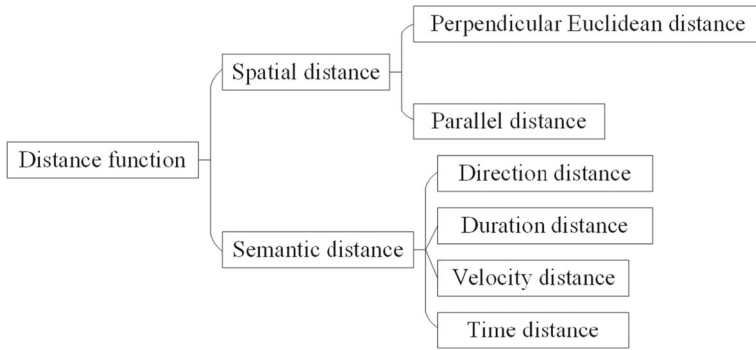 Distance function
Spatial distance
Perpendicular Euclidean distance
Parallel distance
Semantic distance
Direction distance
Duration distance
Velocity distance
Time distance